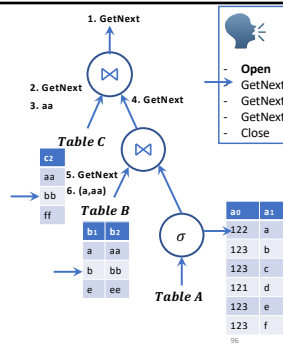 1. GetNext
- Open
- GetNext
- GetNext
- GetNext
- Close
⋈
2. GetNext
3. aa
4. GetNext
Table C
c₂
aa
bb
ff
⋈
5. GetNext
6. (a,aa)
Table B
b₁ b₂
a aa
b bb
e ee
σ
Table A
a₀ a₁
122 a
123 b
123 c
121 d
123 e
123 f
96